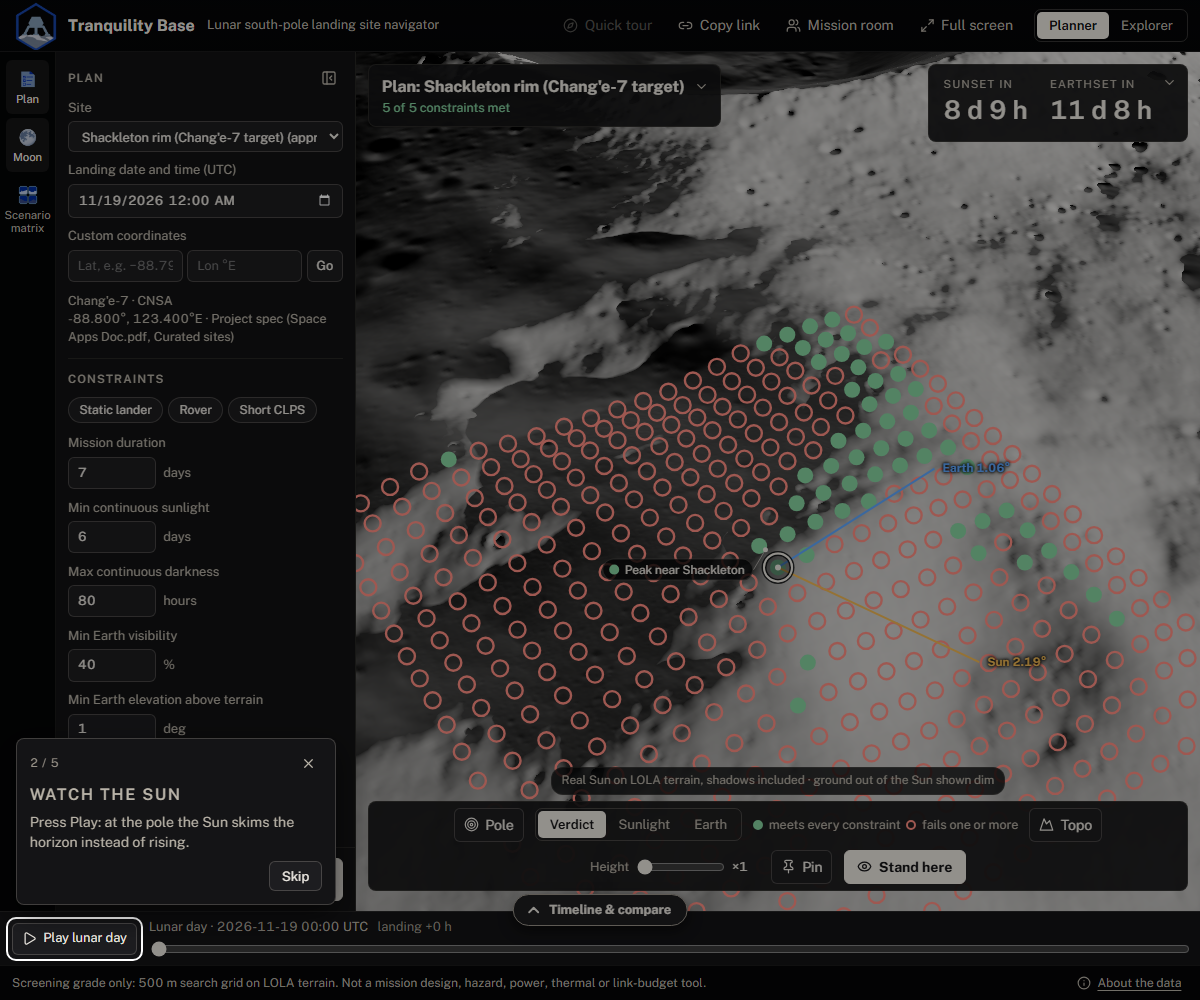 Tranquility Base
Lunar south-pole landing site navigator
Quick tour
Copy link
Mission room
Full screen
Planner
Explorer
Plan
Moon
Scenario
matrix
PLAN
Site
Shackleton rim (Chang'e-7 target) (appr
Landing date and time (UTC)
11/19/2026 12:00 AM
Custom coordinates
Lat, e.g. −88.79
Lon °E
Go
Chang'e-7 · CNSA
-88.800°, 123.400°E · Project spec (Space
Apps Doc.pdf, Curated sites)
CONSTRAINTS
Static lander
Rover
Short CLPS
Mission duration
7 days
Min continuous sunlight
6 days
Max continuous darkness
80 hours
Min Earth visibility
40 %
Min Earth elevation above terrain
1 deg
2 / 5
WATCH THE SUN
Press Play: at the pole the Sun skims the
horizon instead of rising.
Skip
Plan: Shackleton rim (Chang'e-7 target)
5 of 5 constraints met
SUNSET IN
8 d 9 h
EARTHSET IN
11 d 8 h
Earth 1.06°
Peak near Shackleton
Sun 2.19°
Real Sun on LOLA terrain, shadows included · ground out of the Sun shown dim
Pole
Verdict
Sunlight
Earth
meets every constraint
fails one or more
Topo
Height
×1
Pin
Stand here
Timeline & compare
Play lunar day
Lunar day · 2026-11-19 00:00 UTC landing +0 h
Screening grade only: 500 m search grid on LOLA terrain. Not a mission design, hazard, power, thermal or link-budget tool.
About the data